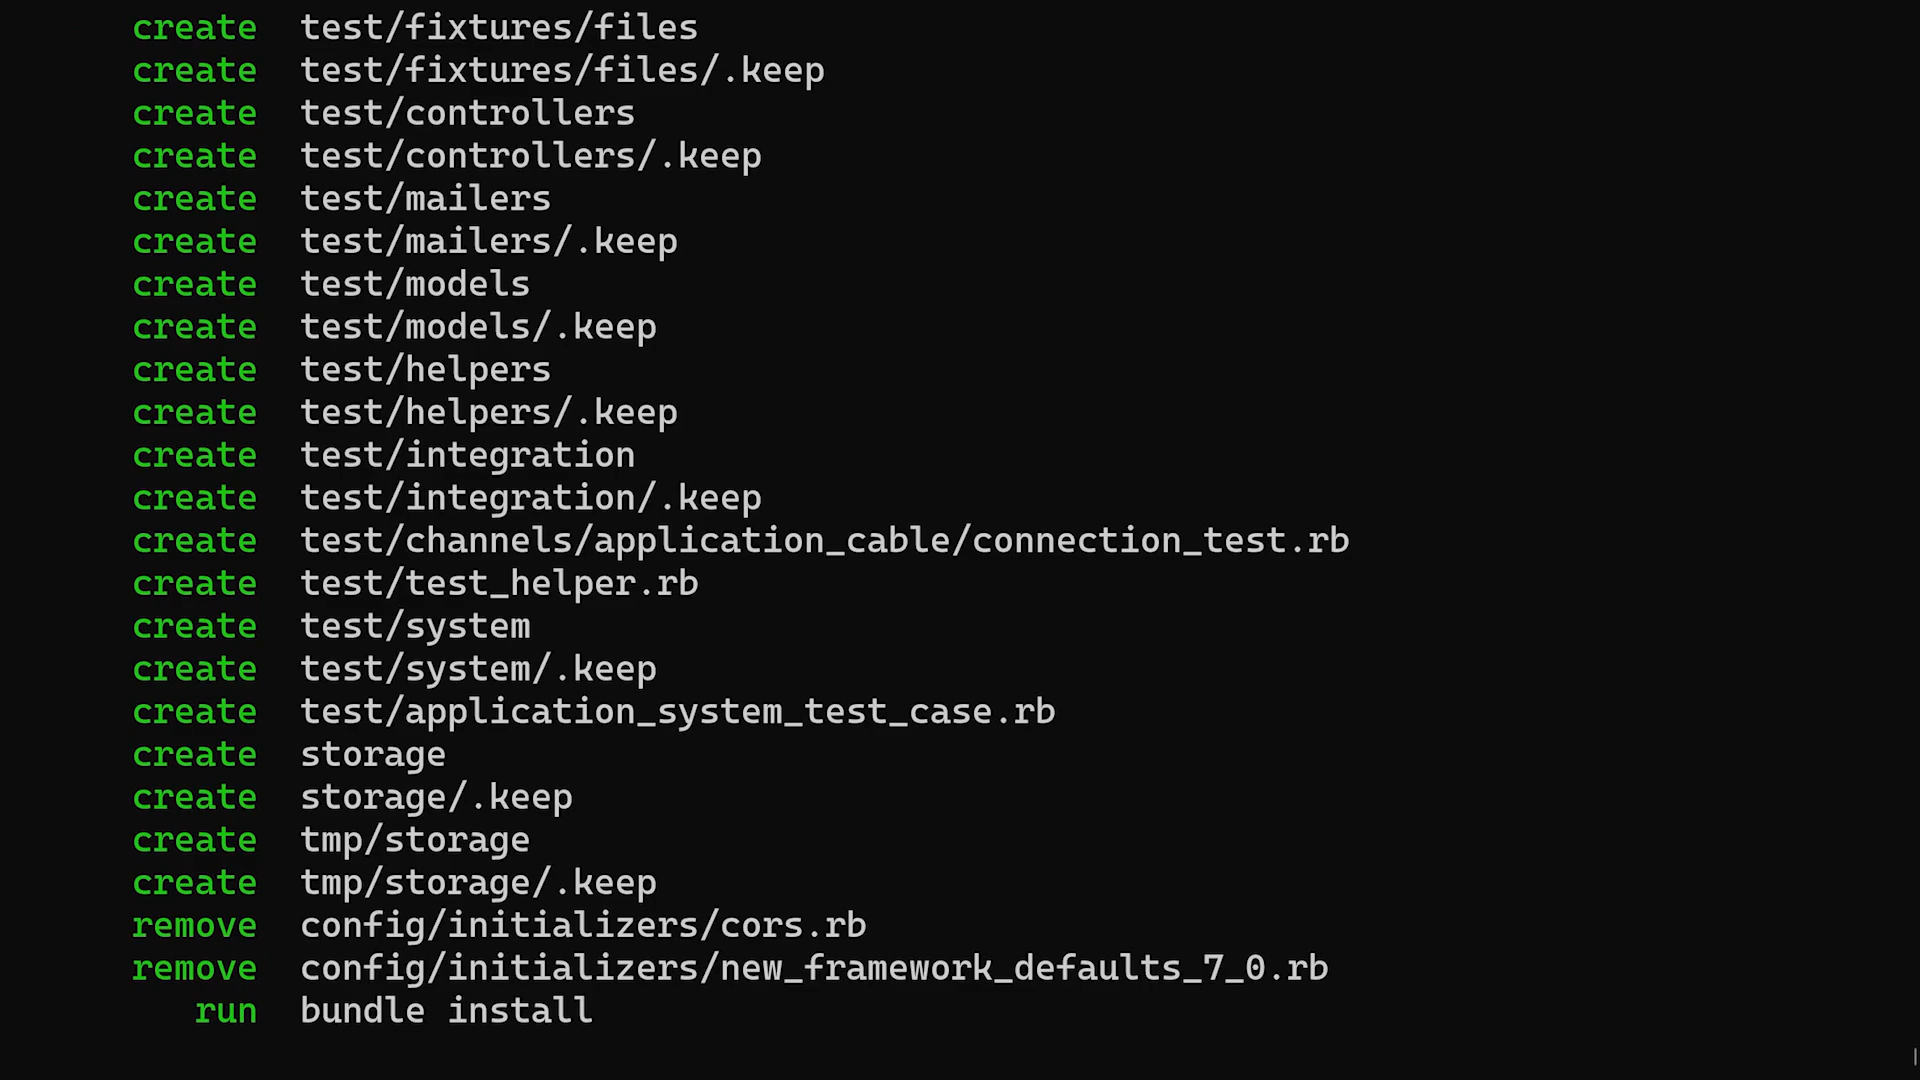 create  test/fixtures/files
create  test/fixtures/files/.keep
create  test/controllers
create  test/controllers/.keep
create  test/mailers
create  test/mailers/.keep
create  test/models
create  test/models/.keep
create  test/helpers
create  test/helpers/.keep
create  test/integration
create  test/integration/.keep
create  test/channels/application_cable/connection_test.rb
create  test/test_helper.rb
create  test/system
create  test/system/.keep
create  test/application_system_test_case.rb
create  storage
create  storage/.keep
create  tmp/storage
create  tmp/storage/.keep
remove  config/initializers/cors.rb
remove  config/initializers/new_framework_defaults_7_0.rb
run  bundle install